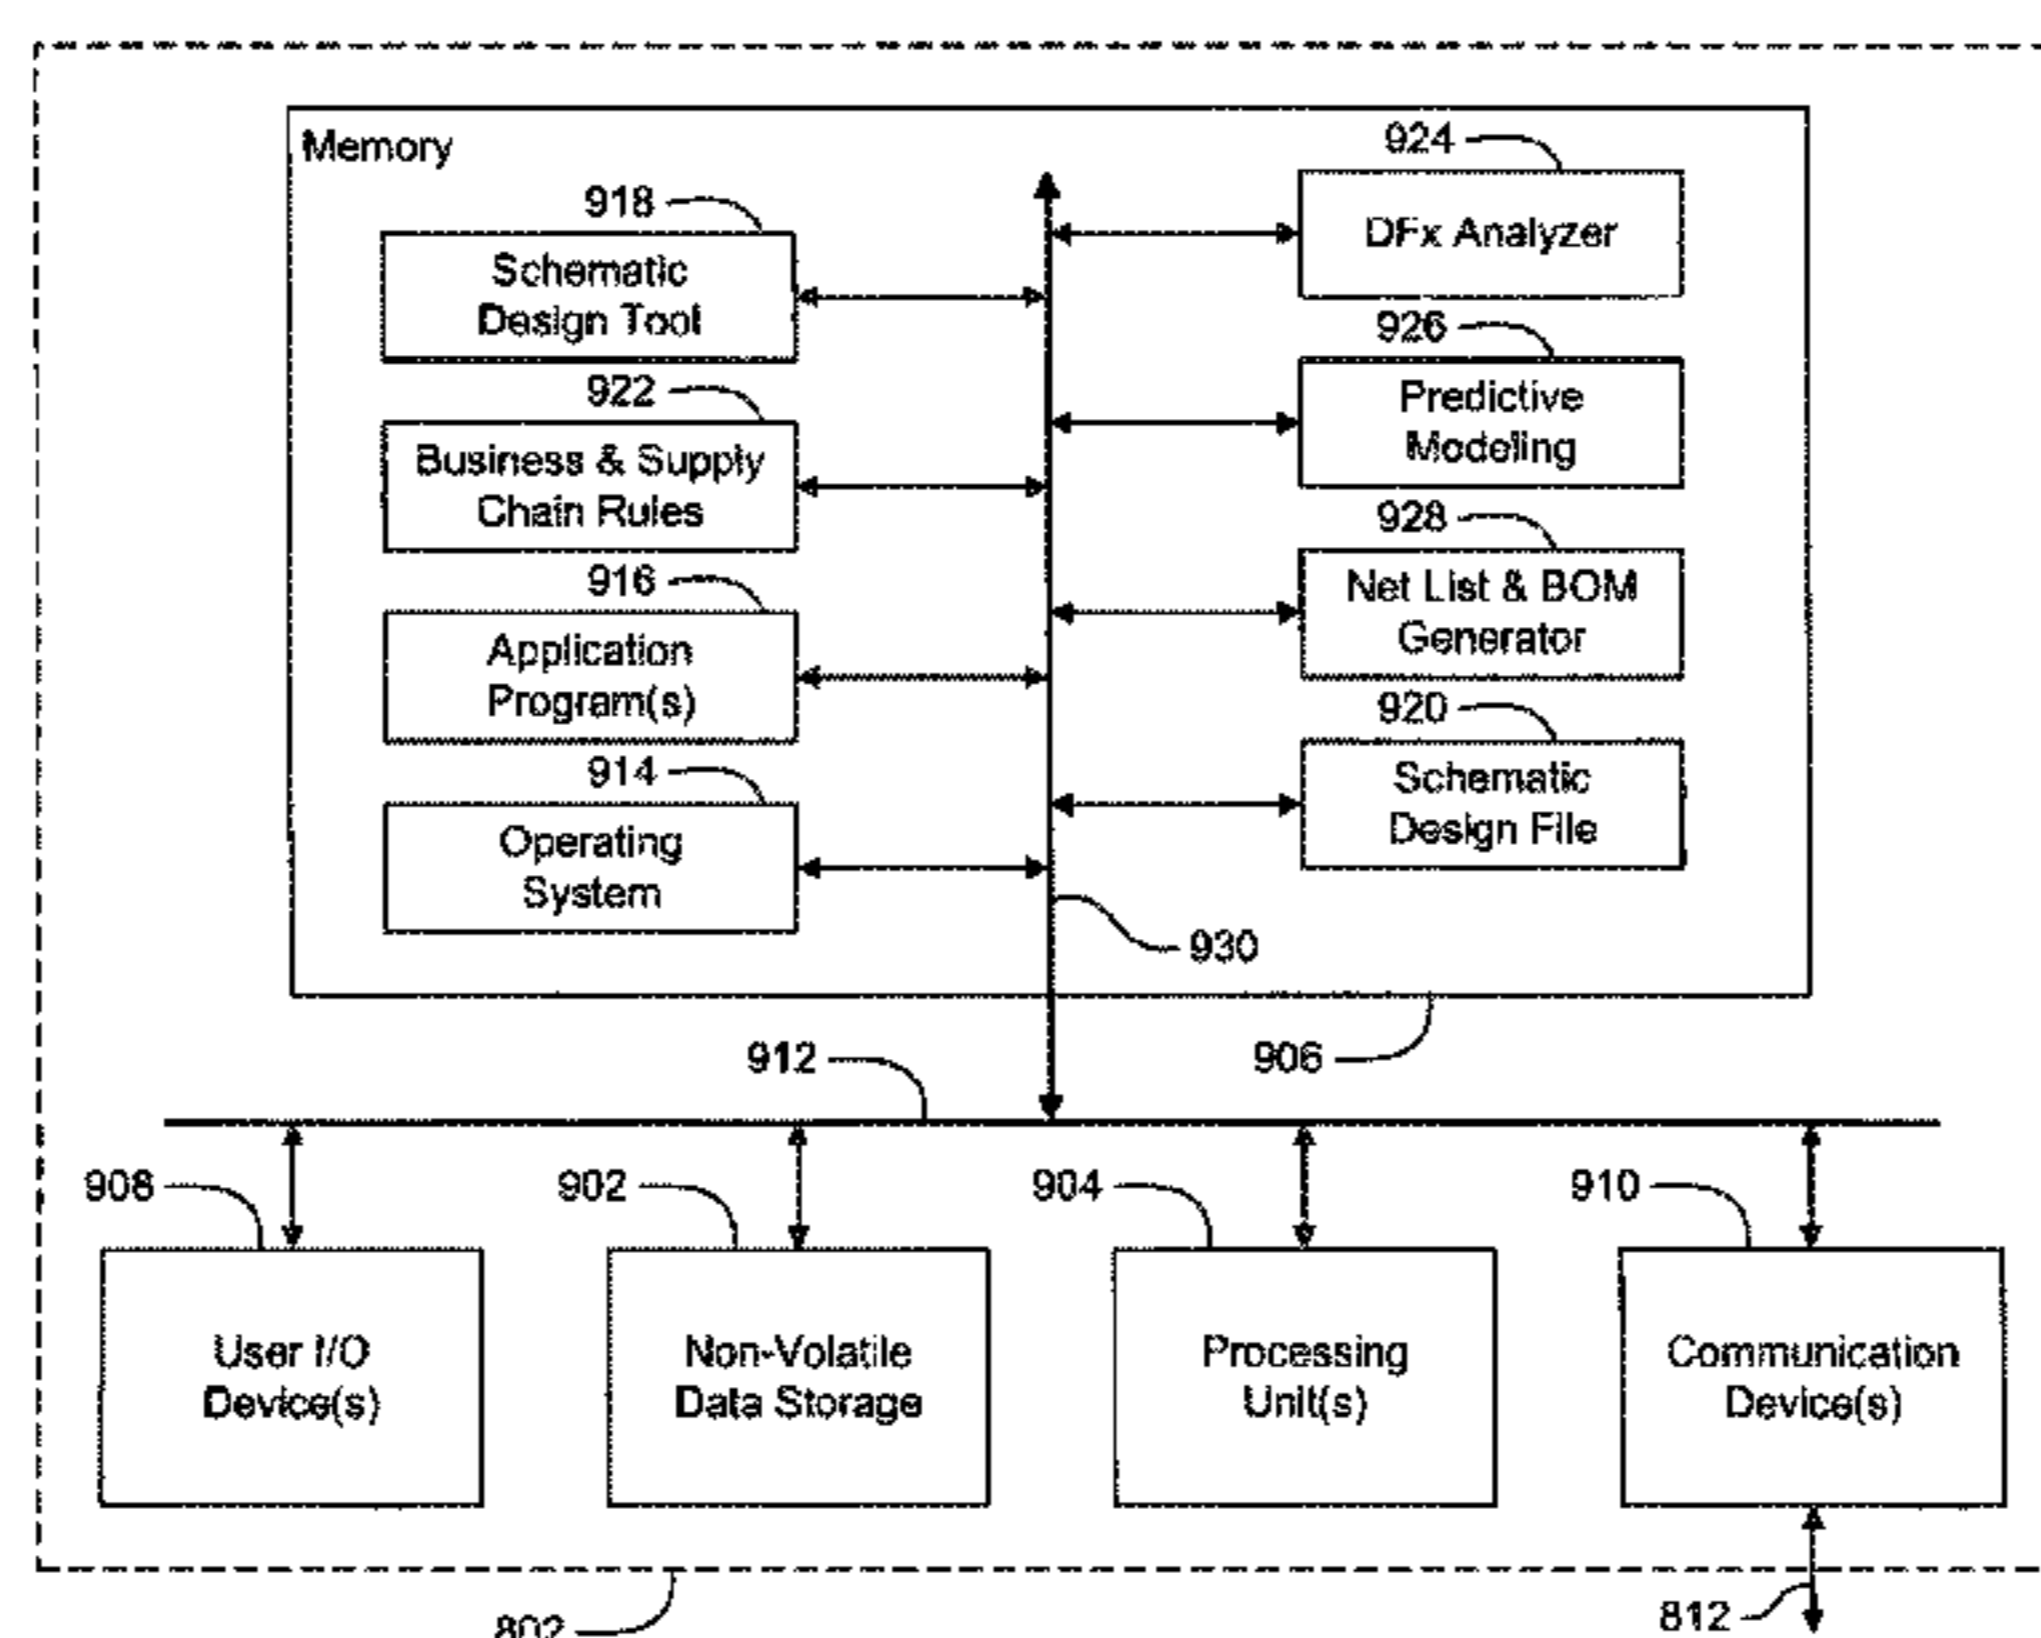 Memory
924
918
DFx Analyzer
Schematic
Design Tool
926
922
Predictive
Modeling
Business & Supply
Chain Rules
928
916
Net List & BOM
Generator
Application
Program(s)
920
914
Schematic
Design File
Operating
System
930
912
906
908
902
904
910
User I/O
Device(s)
Non-Volatile
Data Storage
Processing
Unit(s)
Communication
Device(s)
802
812